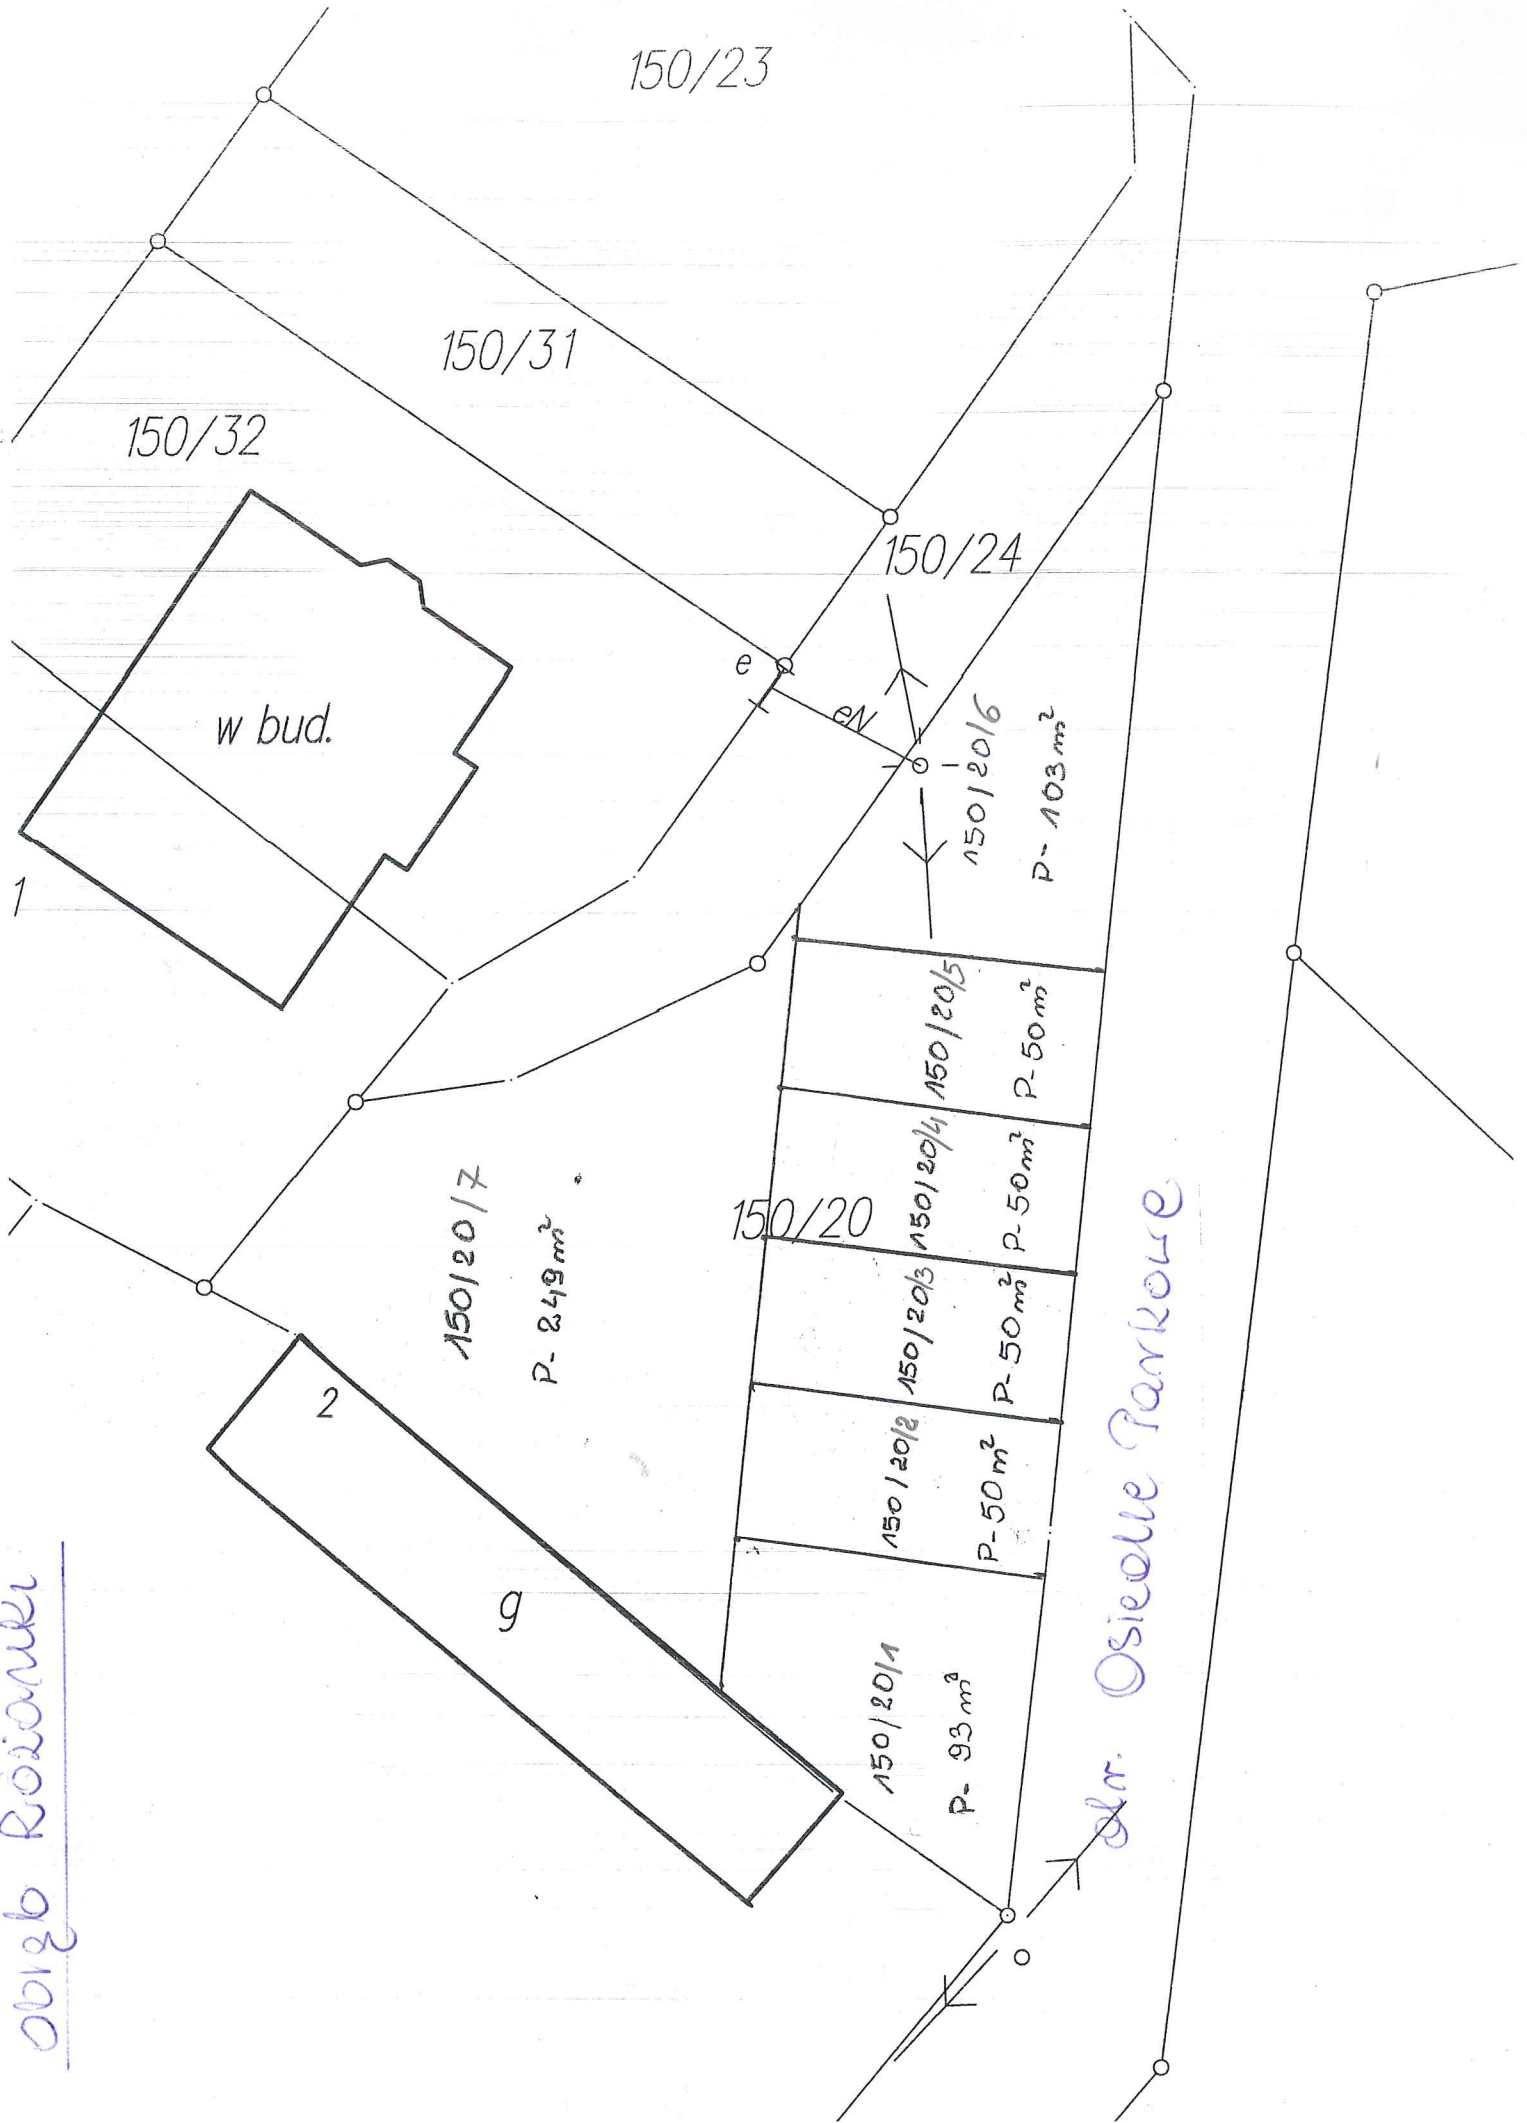 150/23
150/31
150/32
150/24
e
eN
w bud.
1
150/20/6
P- 103 m²
150/20/5
P-50 m²
150/20/4
P-50 m²
150/20
150/20/3
P-50 m²
150/20/2
P-50 m²
150/20/1
P- 93 m²
150/20/7
P- 249 m²
2
g
dr. Osiedle Parkowe
obręb Różanki